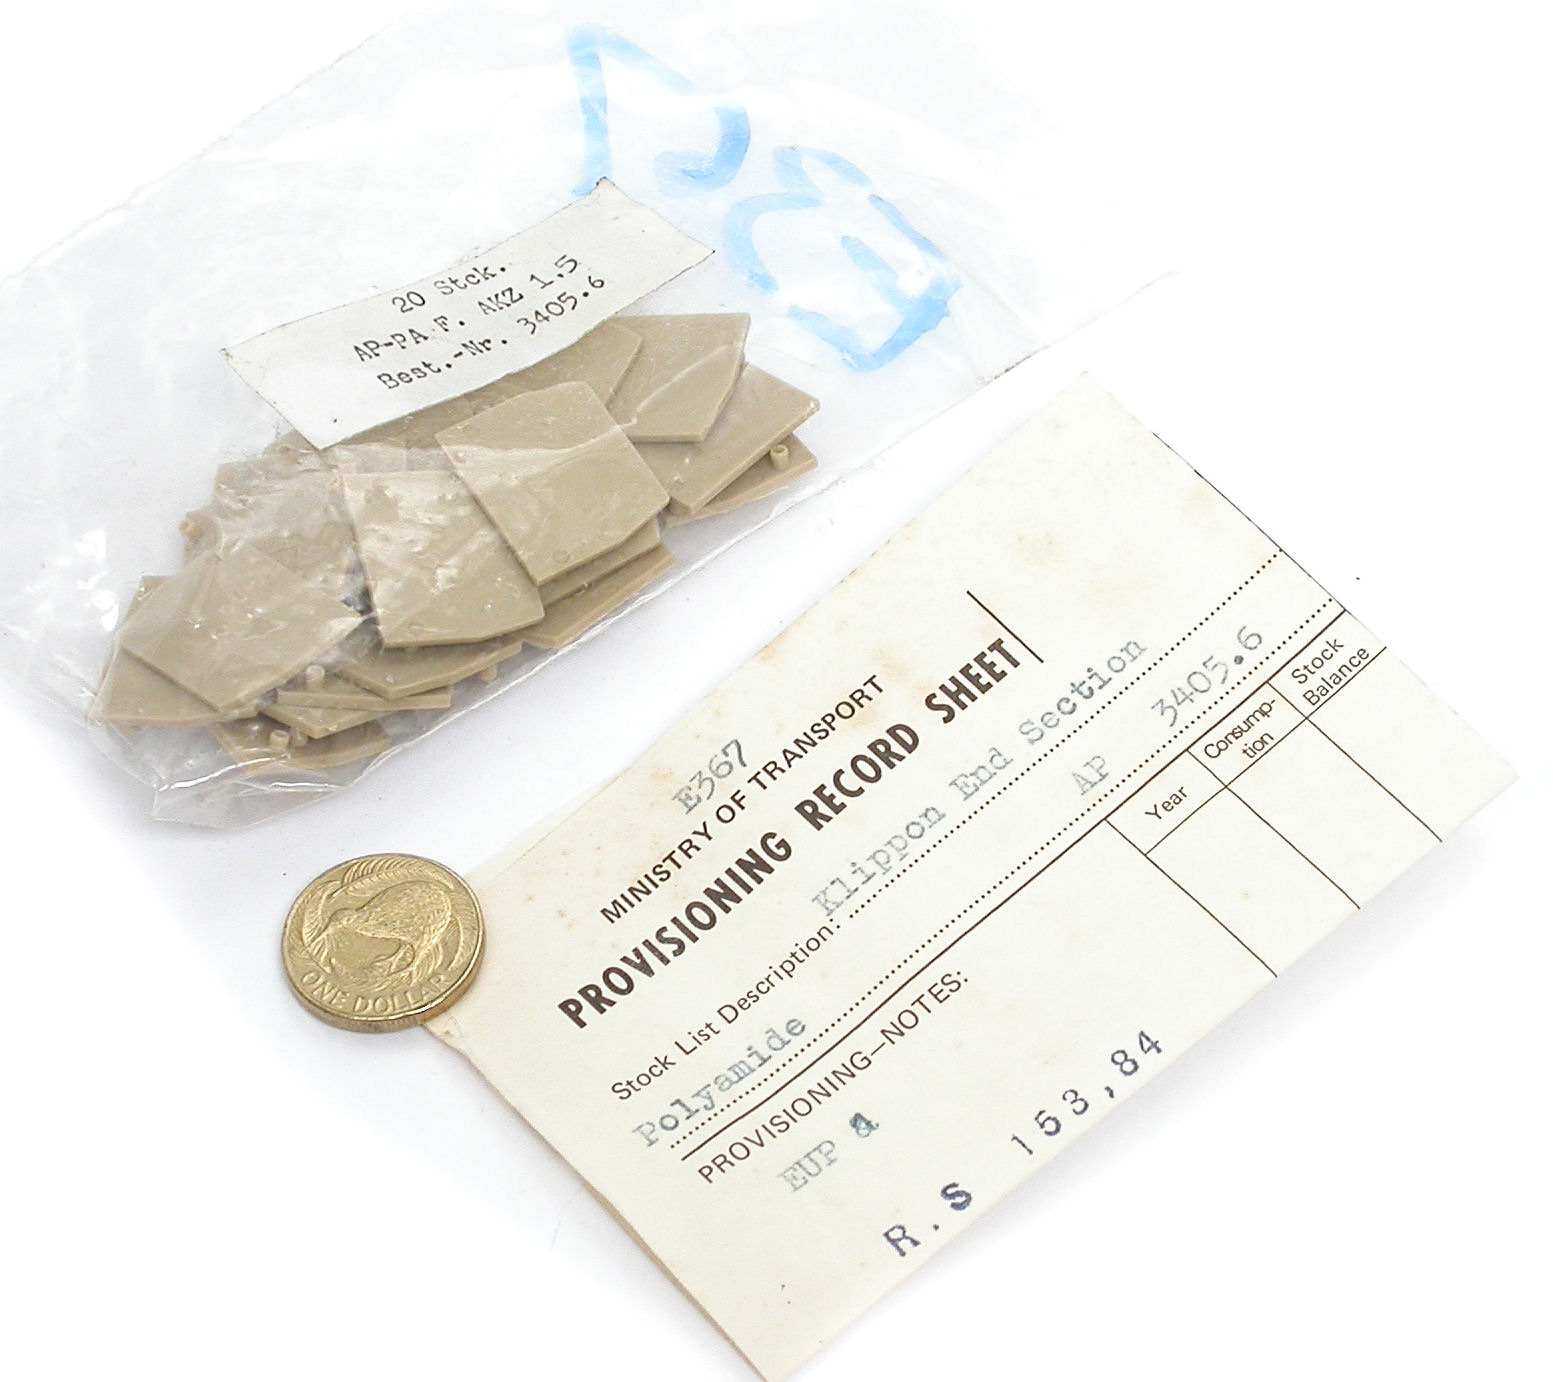 20 Stck.
AP-PA F. AKZ 1.5
Best.-Nr. 3405.6
E367
MINISTRY OF TRANSPORT
PROVISIONING RECORD SHEET
Stock List Description: Klippon End Section
Polyamide AP 3405.6
PROVISIONING—NOTES:
EUP
Year
Consump-
tion
Stock
Balance
R.S 153,84
ONE DOLLAR